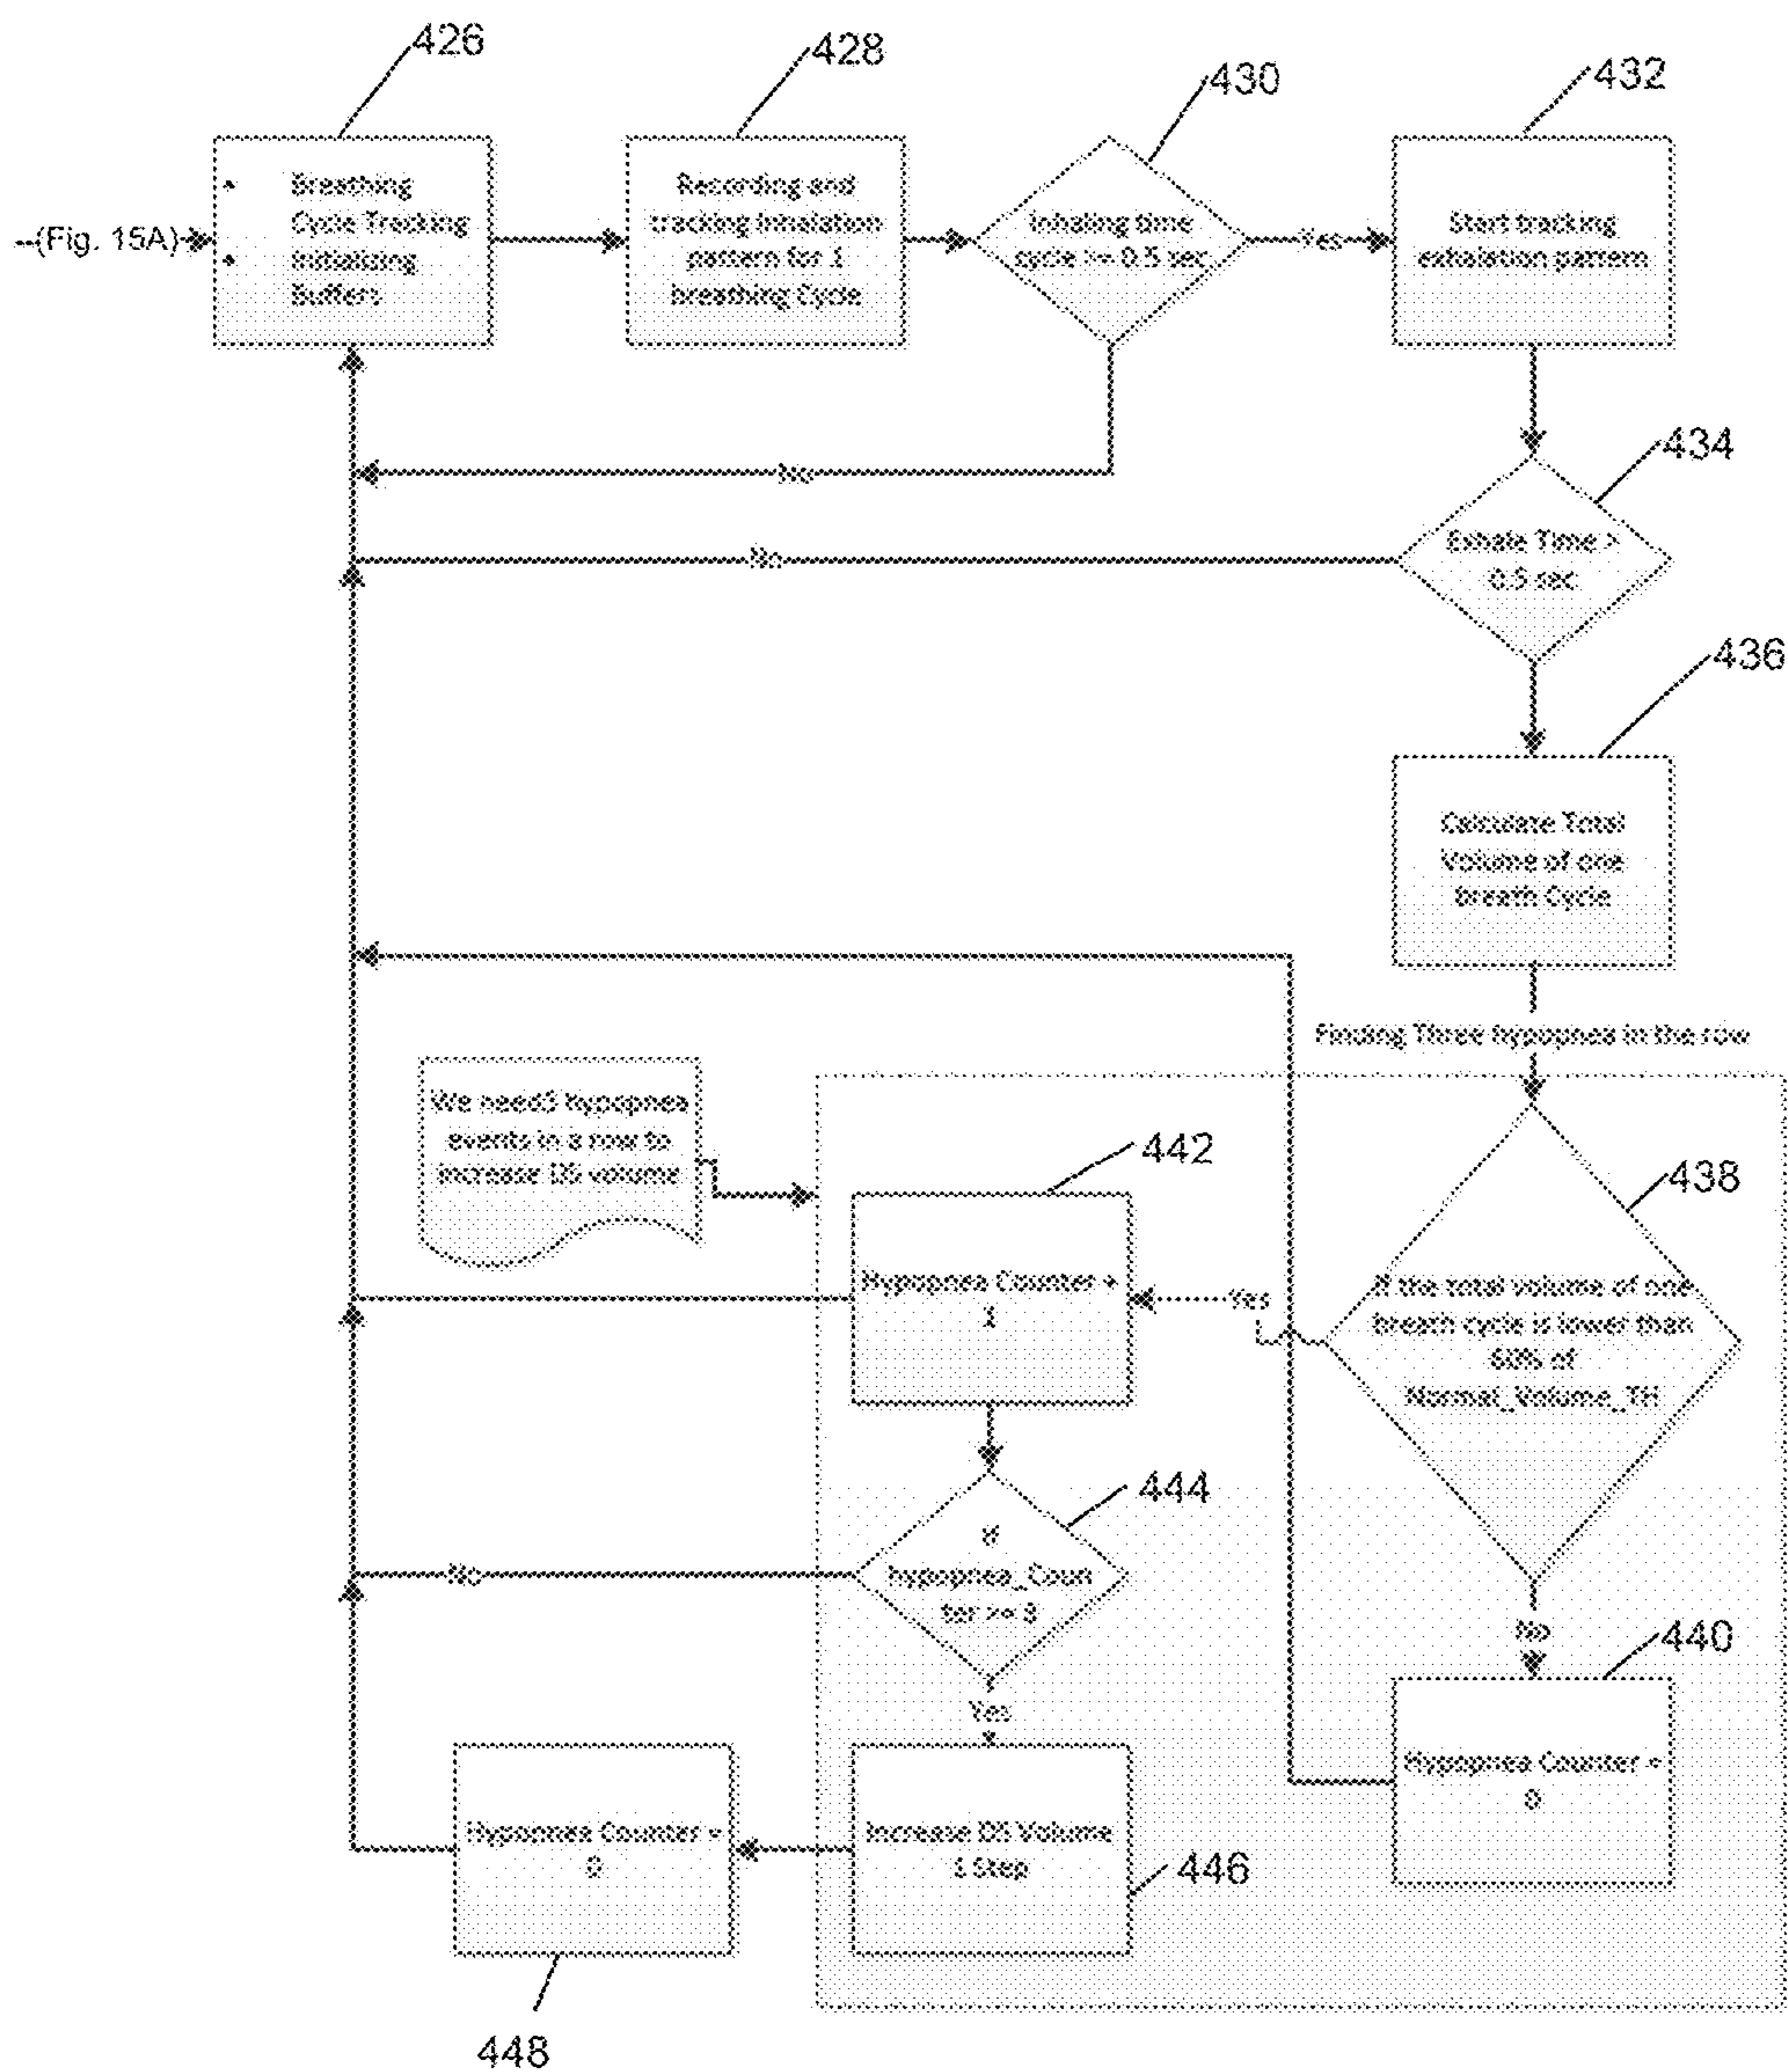 426
428
430
432
--(Fig. 15A)
• Breathing
Cycle Tracking
• Initializing
Buffers
Recording and
tracking Inhalation
pattern for 1
breathing Cycle
Inhaling time
cycle >= 0.5 sec
Yes
Start tracking
exhalation pattern
434
No
No
Exhale Time >
0.5 sec
436
Calculate Total
Volume of one
breath Cycle
Finding Three hypopnea in the row
We need3 hypopnea
events in a row to
increase DS volume
442
438
Hypopnea Counter +
1
Yes
If the total volume of one
breath cycle is lower than
60% of
Normal_Volume_TH
444
If
hypopnea_Coun
ter >= 3
No
No
440
Yes
Hypopnea Counter =
0
Hypopnea Counter =
0
Increase DS Volume
1 Step
446
448